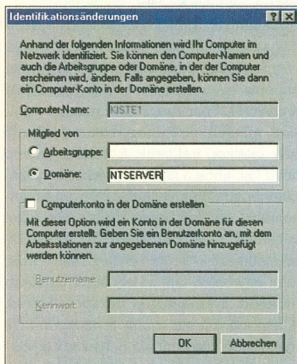 Identifikationsänderungen
Anhand der folgenden Informationen wird Ihr Computer im
Netzwerk identifiziert. Sie können den Computer-Namen und
auch die Arbeitsgruppe oder Domäne, in der der Computer
erscheinen wird, ändern. Falls angegeben, können Sie dann
ein Computer-Konto in der Domäne erstellen.
Computer-Name: KISTE1
Mitglied von
Arbeitsgruppe:
Domäne: NTSERVER
Computerkonto in der Domäne erstellen
Mit dieser Option wird ein Konto in der Domäne für diesen
Computer erstellt. Geben Sie ein Benutzerkonto an, mit dem
Arbeitsstationen zur angegebenen Domäne hinzugefügt
werden können.
Benutzername:
Kennwort:
OK Abbrechen